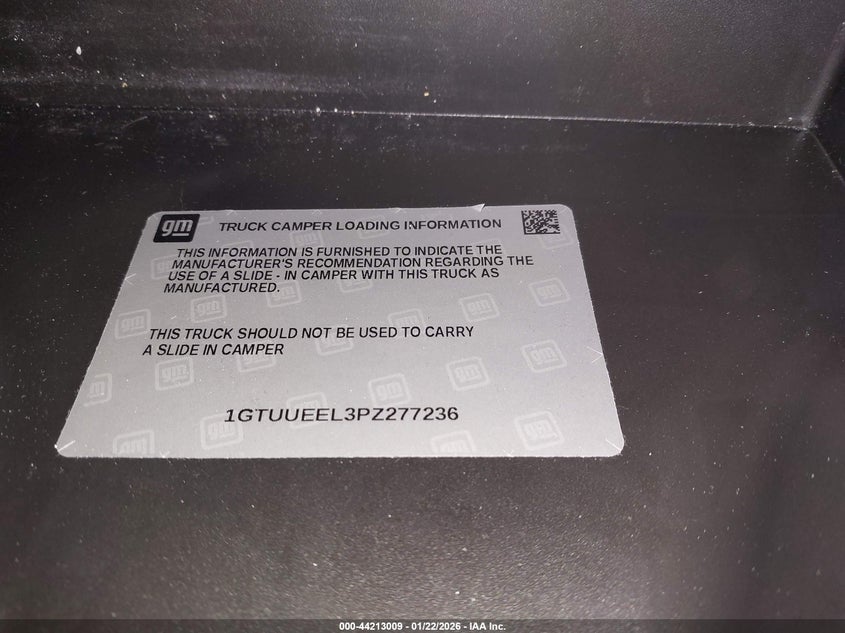 gm TRUCK CAMPER LOADING INFORMATION
THIS INFORMATION IS FURNISHED TO INDICATE THE
MANUFACTURER'S RECOMMENDATION REGARDING THE
USE OF A SLIDE - IN CAMPER WITH THIS TRUCK AS
MANUFACTURED.
THIS TRUCK SHOULD NOT BE USED TO CARRY
A SLIDE IN CAMPER
1GTUUEEL3PZ277236
000-44213009 - 01/22/2026 - IAA Inc.